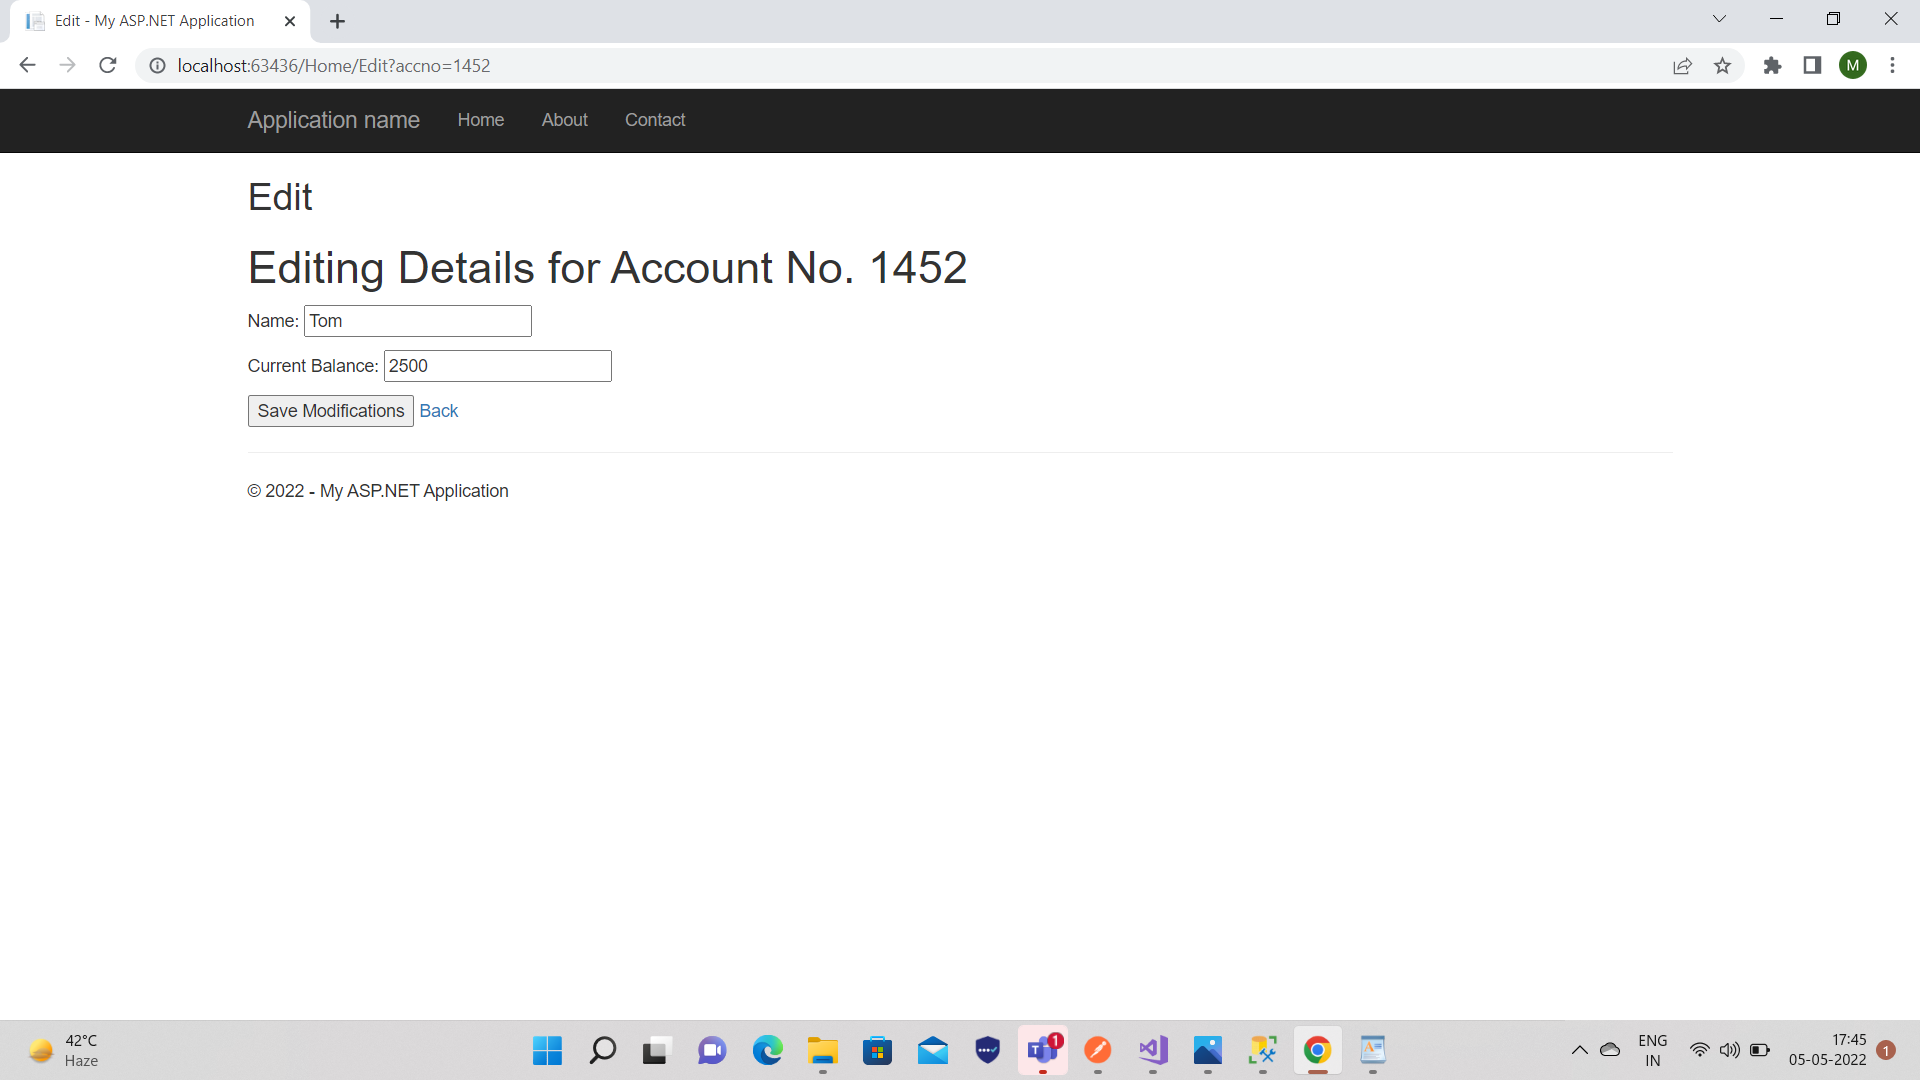 Edit - My ASP.NET Application
localhost:63436/Home/Edit?accno=1452
M
Application name Home About Contact
Edit
Editing Details for Account No. 1452
Name: Tom
Current Balance: 2500
Save Modifications Back
© 2022 - My ASP.NET Application
42°C
Haze
1
ENG
IN
17:45
05-05-2022
1